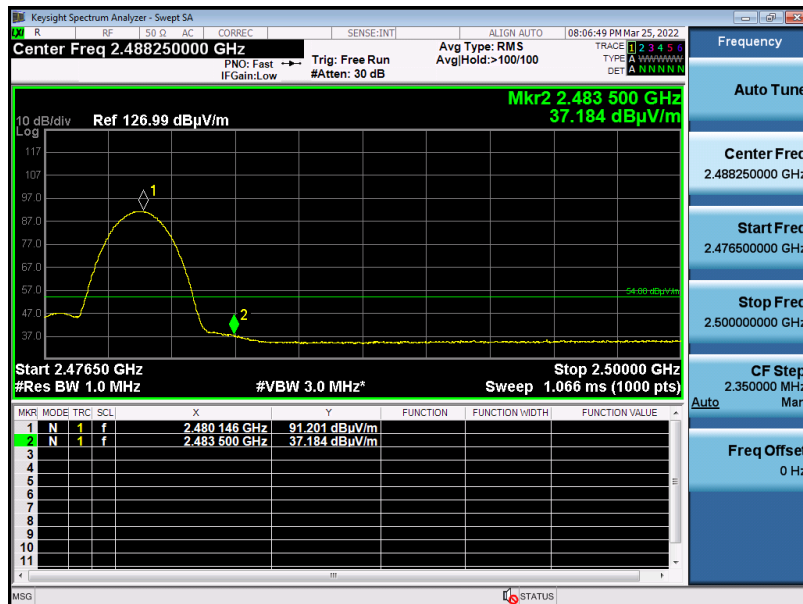 Keysight Spectrum Analyzer - Swept SA
LXI R RF 50 Ω AC CORREC SENSE:INT ALIGN AUTO 08:06:49 PM Mar 25, 2022
Center Freq 2.488250000 GHz
PNO: Fast
IFGain:Low
Trig: Free Run
#Atten: 30 dB
Avg Type: RMS
Avg|Hold:>100/100
TRACE 1 2 3 4 5 6
TYPE A WWWWW
DET A N N N N N
Mkr2 2.483 500 GHz
37.184 dBµV/m
10 dB/div
Log
Ref 126.99 dBµV/m
117
107
97.0
87.0
77.0
67.0
57.0
47.0
37.0
1
2
54.00 dBµV/m
Start 2.47650 GHz Stop 2.50000 GHz
#Res BW 1.0 MHz #VBW 3.0 MHz* Sweep 1.066 ms (1000 pts)
MKR MODE TRC SCL X Y FUNCTION FUNCTION WIDTH FUNCTION VALUE
1 N 1 f 2.480 146 GHz 91.201 dBµV/m
2 N 1 f 2.483 500 GHz 37.184 dBµV/m
3
4
5
6
7
8
9
10
11
MSG STATUS
Frequency
Auto Tune
Center Freq
2.488250000 GHz
Start Freq
2.476500000 GHz
Stop Freq
2.500000000 GHz
CF Step
2.350000 MHz
Auto Man
Freq Offset
0 Hz